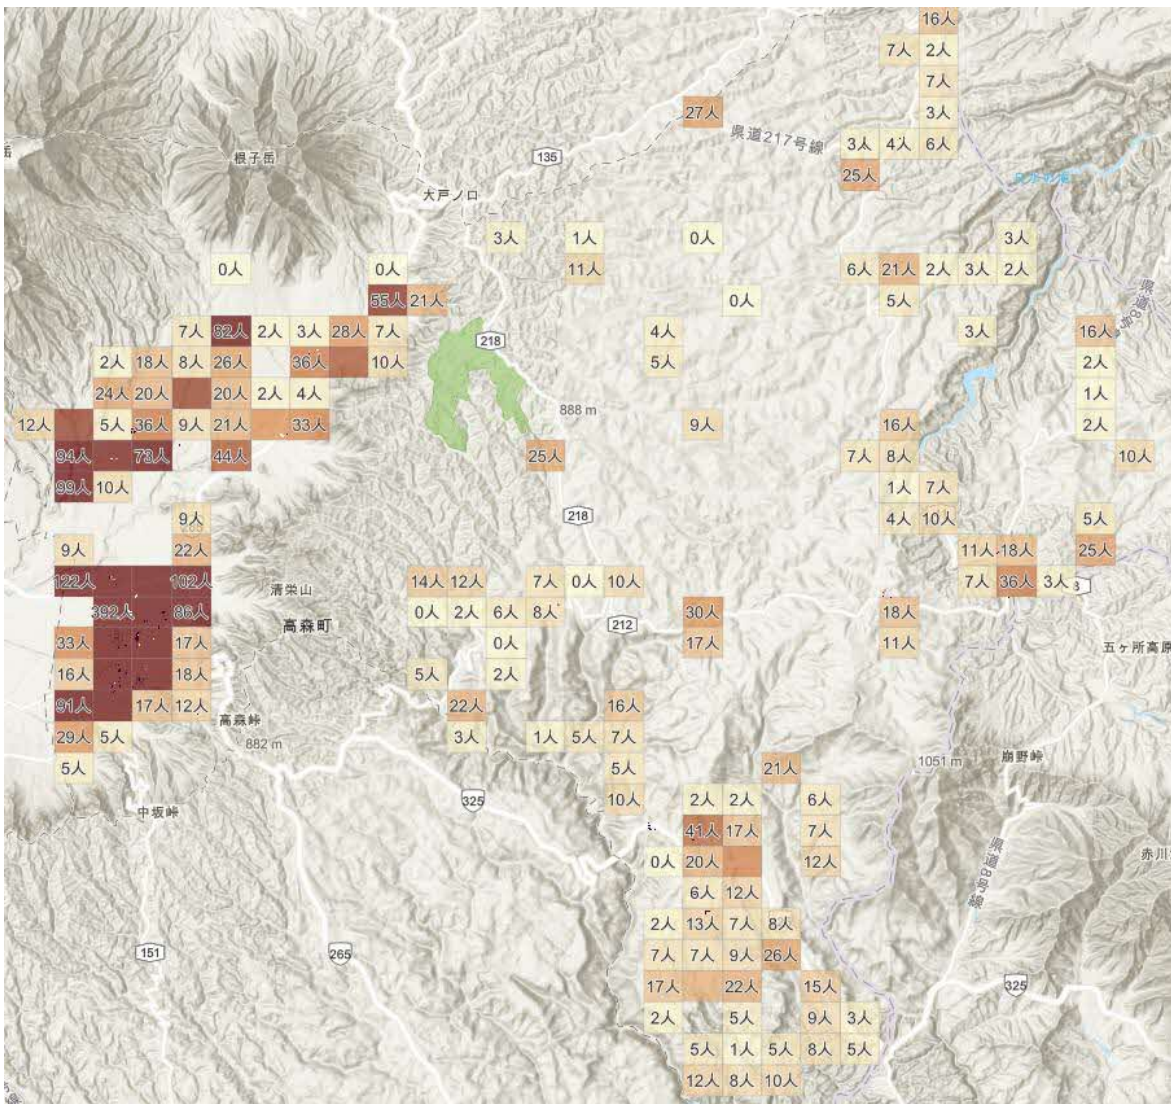 16人
7人 2人
7人
27人 3人
県道217号線
135 3人 4人 6人
根子岳
25人
大戸ノロ
3人 1人 0人 3人
0人 0人 11人 6人 21人 2人 3人 2人
55人 21人 0人 5人
県道8号
7人 82人 2人 3人 28人 7人 218 4人 3人 16人
2人 18人 8人 26人 36人 10人 5人 2人
24人 20人 20人 2人 4人 1人
888 m
12人 5人 36人 9人 21人 33人 9人 16人 2人
94人 73人 44人 25人 7人 8人 10人
99人 10人 1人 7人
9人 218 4人 10人 5人
9人 22人 11人 18人 25人
122人 102人 14人 12人 7人 0人 10人 7人 36人 3人
清栄山
392人 86人 0人 2人 6人 8人 30人 18人
高森町 212
33人 17人 0人 17人 11人
五ヶ所高原
16人 18人 5人 2人
91人 17人 12人 22人 16人
高森峠
29人 5人 3人 1人 5人 7人
882 m
崩野峠
1051 m
5人 5人 21人
325 10人 2人 2人 6人
中坂峠
41人 17人 7人
0人 20人 12人
赤川
県道8号線
6人 12人
2人 13人 7人 8人
151 265 7人 7人 9人 26人
17人 22人 15人 325
2人 5人 9人 3人
5人 1人 5人 8人 5人
12人 8人 10人